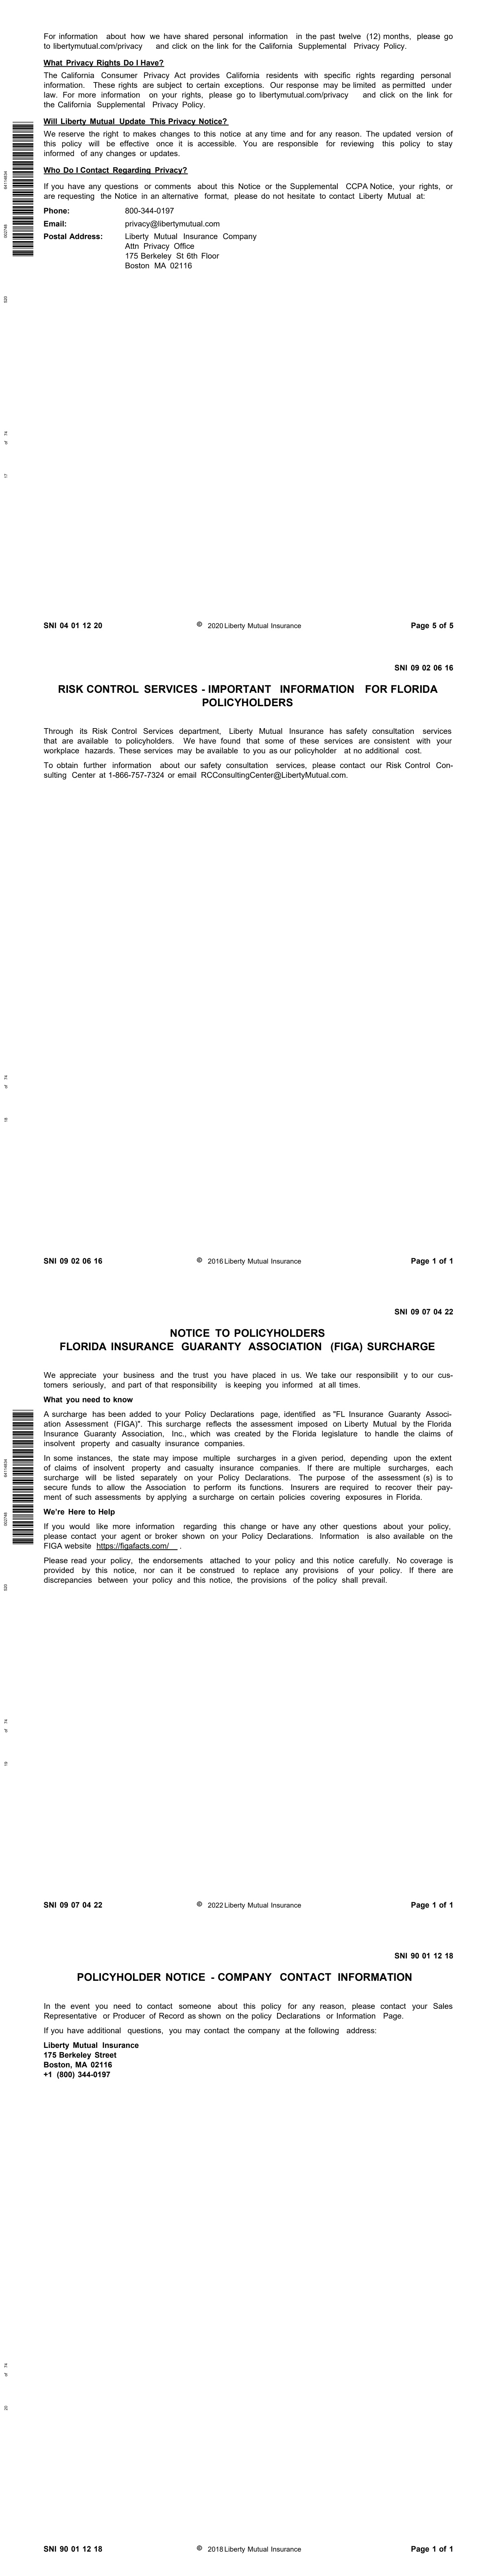 For information about how we have shared personal information in the past twelve (12) months, please go
to libertymutual.com/privacy and click on the link for the California Supplemental Privacy Policy.
What Privacy Rights Do I Have?
The California Consumer Privacy Act provides California residents with specific rights regarding personal
information. These rights are subject to certain exceptions. Our response may be limited as permitted under
law. For more information on your rights, please go to libertymutual.com/privacy and click on the link for
the California Supplemental Privacy Policy.
Will Liberty Mutual Update This Privacy Notice?
We reserve the right to makes changes to this notice at any time and for any reason. The updated version of
this policy will be effective once it is accessible. You are responsible for reviewing this policy to stay
informed of any changes or updates.
Who Do I Contact Regarding Privacy?
If you have any questions or comments about this Notice or the Supplemental CCPA Notice, your rights, or
are requesting the Notice in an alternative format, please do not hesitate to contact Liberty Mutual at:
Phone: 800-344-0197
Email: privacy@libertymutual.com
Postal Address: Liberty Mutual Insurance Company
Attn Privacy Office
175 Berkeley St 6th Floor
Boston MA 02116
520
of 74
17
SNI 04 01 12 20 © 2020 Liberty Mutual Insurance Page 5 of 5
SNI 09 02 06 16
RISK CONTROL SERVICES - IMPORTANT INFORMATION FOR FLORIDA
POLICYHOLDERS
Through its Risk Control Services department, Liberty Mutual Insurance has safety consultation services
that are available to policyholders. We have found that some of these services are consistent with your
workplace hazards. These services may be available to you as our policyholder at no additional cost.
To obtain further information about our safety consultation services, please contact our Risk Control Con-
sulting Center at 1-866-757-7324 or email RCConsultingCenter@LibertyMutual.com.
of 74
18
SNI 09 02 06 16 © 2016 Liberty Mutual Insurance Page 1 of 1
SNI 09 07 04 22
NOTICE TO POLICYHOLDERS
FLORIDA INSURANCE GUARANTY ASSOCIATION (FIGA) SURCHARGE
We appreciate your business and the trust you have placed in us. We take our responsibilit y to our cus-
tomers seriously, and part of that responsibility is keeping you informed at all times.
What you need to know
A surcharge has been added to your Policy Declarations page, identified as "FL Insurance Guaranty Associ-
ation Assessment (FIGA)". This surcharge reflects the assessment imposed on Liberty Mutual by the Florida
Insurance Guaranty Association, Inc., which was created by the Florida legislature to handle the claims of
insolvent property and casualty insurance companies.
In some instances, the state may impose multiple surcharges in a given period, depending upon the extent
of claims of insolvent property and casualty insurance companies. If there are multiple surcharges, each
surcharge will be listed separately on your Policy Declarations. The purpose of the assessment (s) is to
secure funds to allow the Association to perform its functions. Insurers are required to recover their pay-
ment of such assessments by applying a surcharge on certain policies covering exposures in Florida.
We're Here to Help
If you would like more information regarding this change or have any other questions about your policy,
please contact your agent or broker shown on your Policy Declarations. Information is also available on the
FIGA website https://figafacts.com/ .
Please read your policy, the endorsements attached to your policy and this notice carefully. No coverage is
provided by this notice, nor can it be construed to replace any provisions of your policy. If there are
discrepancies between your policy and this notice, the provisions of the policy shall prevail.
520
of 74
19
SNI 09 07 04 22 © 2022 Liberty Mutual Insurance Page 1 of 1
SNI 90 01 12 18
POLICYHOLDER NOTICE - COMPANY CONTACT INFORMATION
In the event you need to contact someone about this policy for any reason, please contact your Sales
Representative or Producer of Record as shown on the policy Declarations or Information Page.
If you have additional questions, you may contact the company at the following address:
Liberty Mutual Insurance
175 Berkeley Street
Boston, MA 02116
+1 (800) 344-0197
of 74
20
SNI 90 01 12 18 © 2018 Liberty Mutual Insurance Page 1 of 1